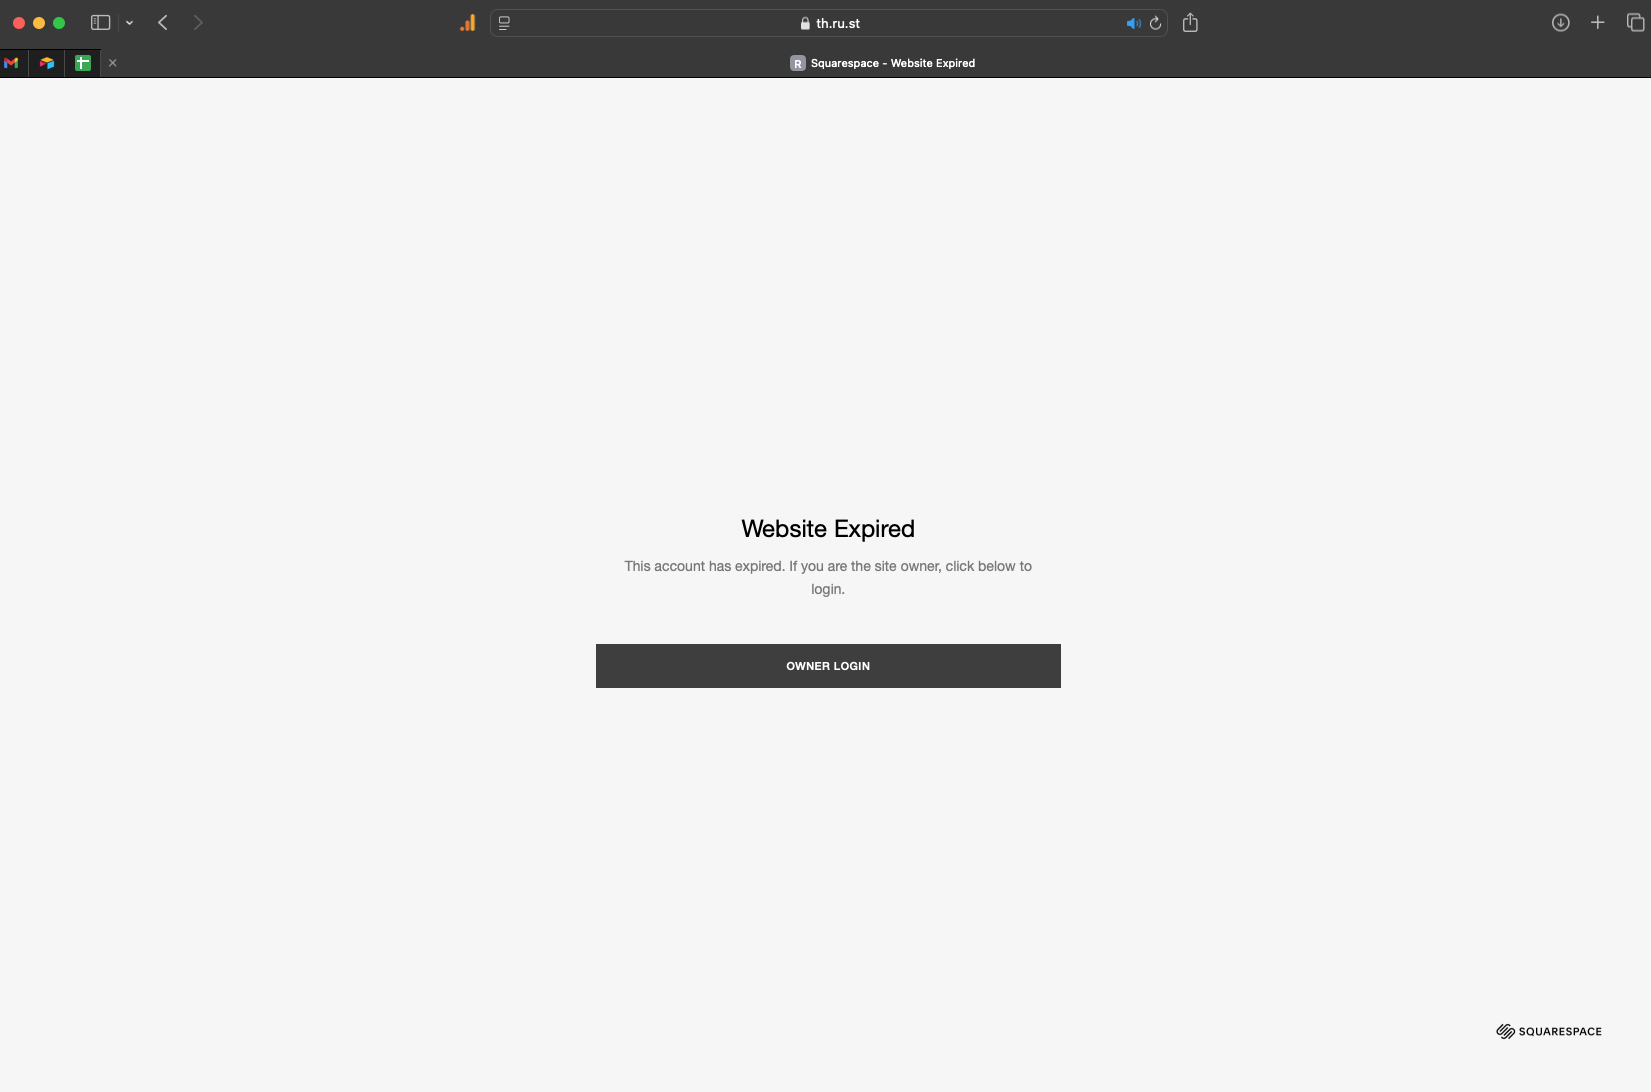 th.ru.st
R Squarespace - Website Expired
Website Expired
This account has expired. If you are the site owner, click below to
login.
OWNER LOGIN
SQUARESPACE